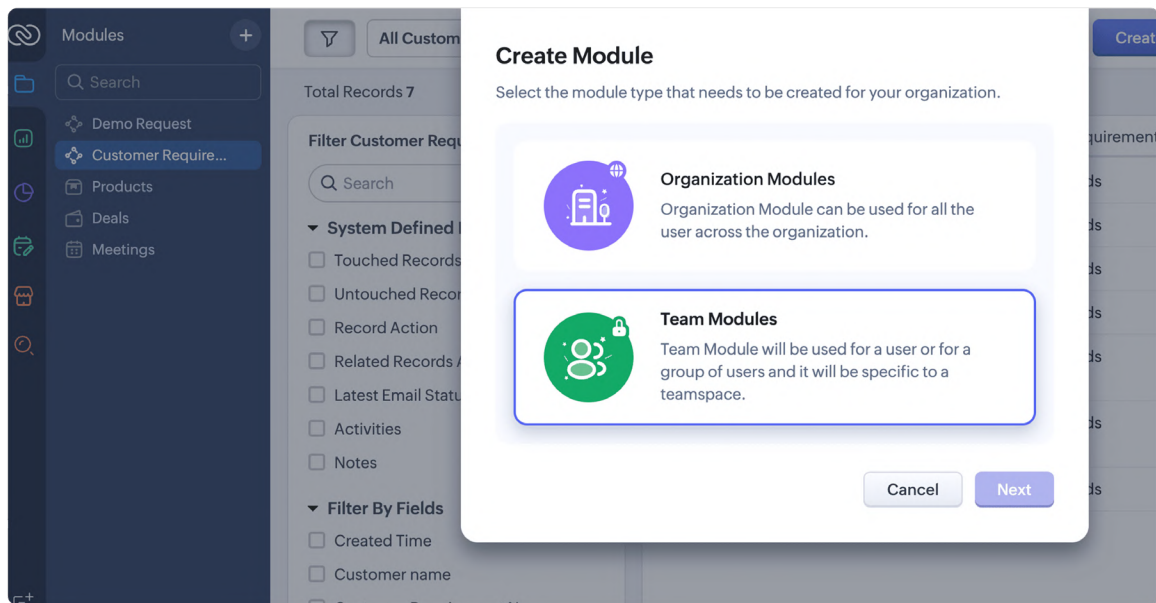 Modules
+
Search
Demo Request
Customer Require...
Products
Deals
Meetings
All Custom
Total Records 7
Filter Customer Requ
Search
System Defined
Touched Records
Untouched Recor
Record Action
Related Records A
Latest Email Statu
Activities
Notes
Filter By Fields
Created Time
Customer name
Create Module
Select the module type that needs to be created for your organization.
Organization Modules
Organization Module can be used for all the
user across the organization.
Team Modules
Team Module will be used for a user or for a
group of users and it will be specific to a
teamspace.
Cancel
Next
Creat
quirement
ds
ds
ds
ds
ds
ds
ds